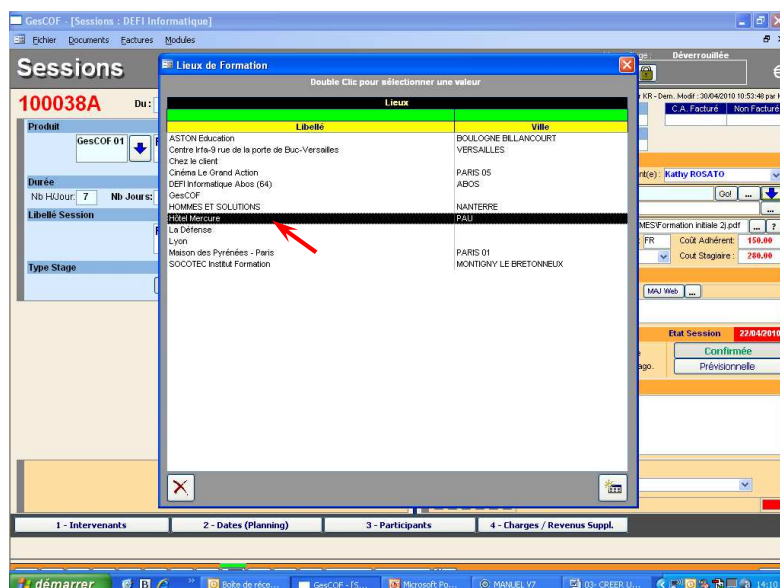 GesCOF - [Sessions : DEFI Informatique]
Fichier Documents Factures Modules
Sessions
Déverrouillée
Lieux de Formation
Double Clic pour sélectionner une valeur
100038A Du :
KR - Dern. Modif : 30/04/2010 10:53:48 par
C.A. Facturé Non Facturé
Lieux
Libellé Ville
ASTON Education BOULOGNE BILLANCOURT
Centre Irfa-9 rue de la porte de Buc-Versailles VERSAILLES
Chez le client
Cinéma Le Grand Action PARIS 05
DEFI Informatique Abos (64) ABOS
GesCOF
HOMMES ET SOLUTIONS NANTERRE
Hôtel Mercure PAU
La Défense
Lyon
Maison des Pyrénées - Paris PARIS 01
SOCOTEC Institut Formation MONTIGNY LE BRETONNEUX
Produit
GesCOF 01
Durée
Nb H/Jour: 7 Nb Jours:
Libellé Session
Type Stage
nt(e) : Kathy ROSATO
Go! ...
...
MES\Formation initiale 2j.pdf ... ?
FR Coût Adhérent: 150.00
Cout Stagiaire : 280.00
MAJ Web ...
Etat Session 22/04/2010
Confirmée
ago. Prévisionnelle
1 - Intervenants 2 - Dates (Planning) 3 - Participants 4 - Charges / Revenus Suppl.
démarrer Boite de réce... GesCOF - [S... Microsoft Po... MANUEL V7 03- CREER U... 14:10